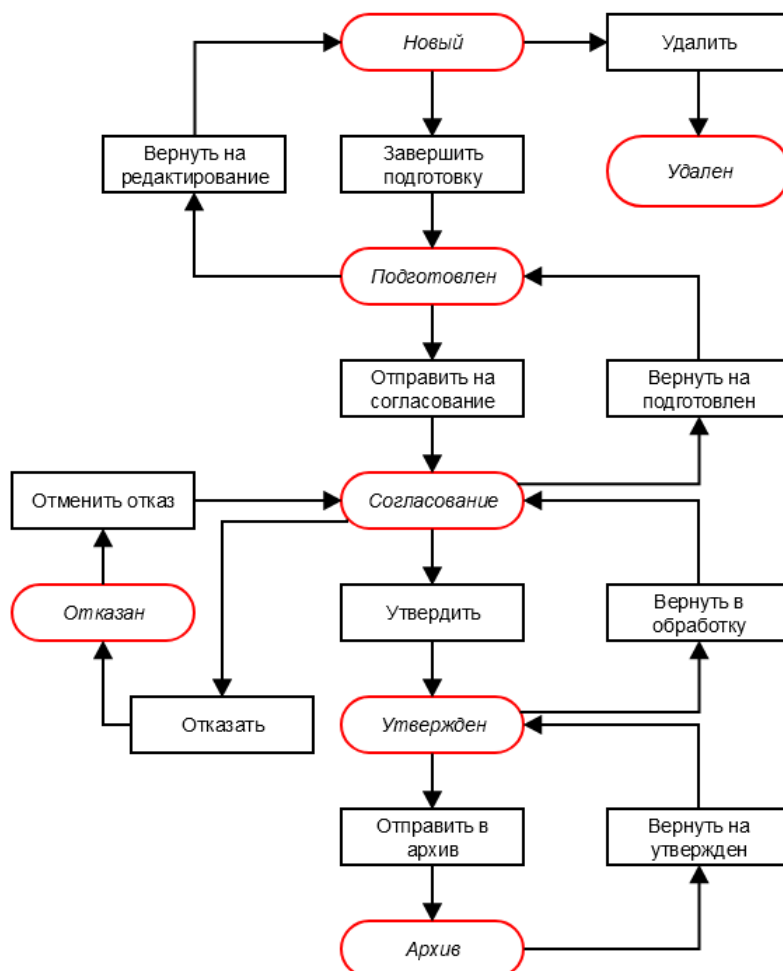 Новый
Удалить
Вернуть на
редактирование
Завершить
подготовку
Удален
Подготовлен
Отправить на
согласование
Вернуть на
подготовлен
Отменить отказ
Согласование
Отказан
Утвердить
Вернуть в
обработку
Отказать
Утвержден
Отправить в
архив
Вернуть на
утвержден
Архив